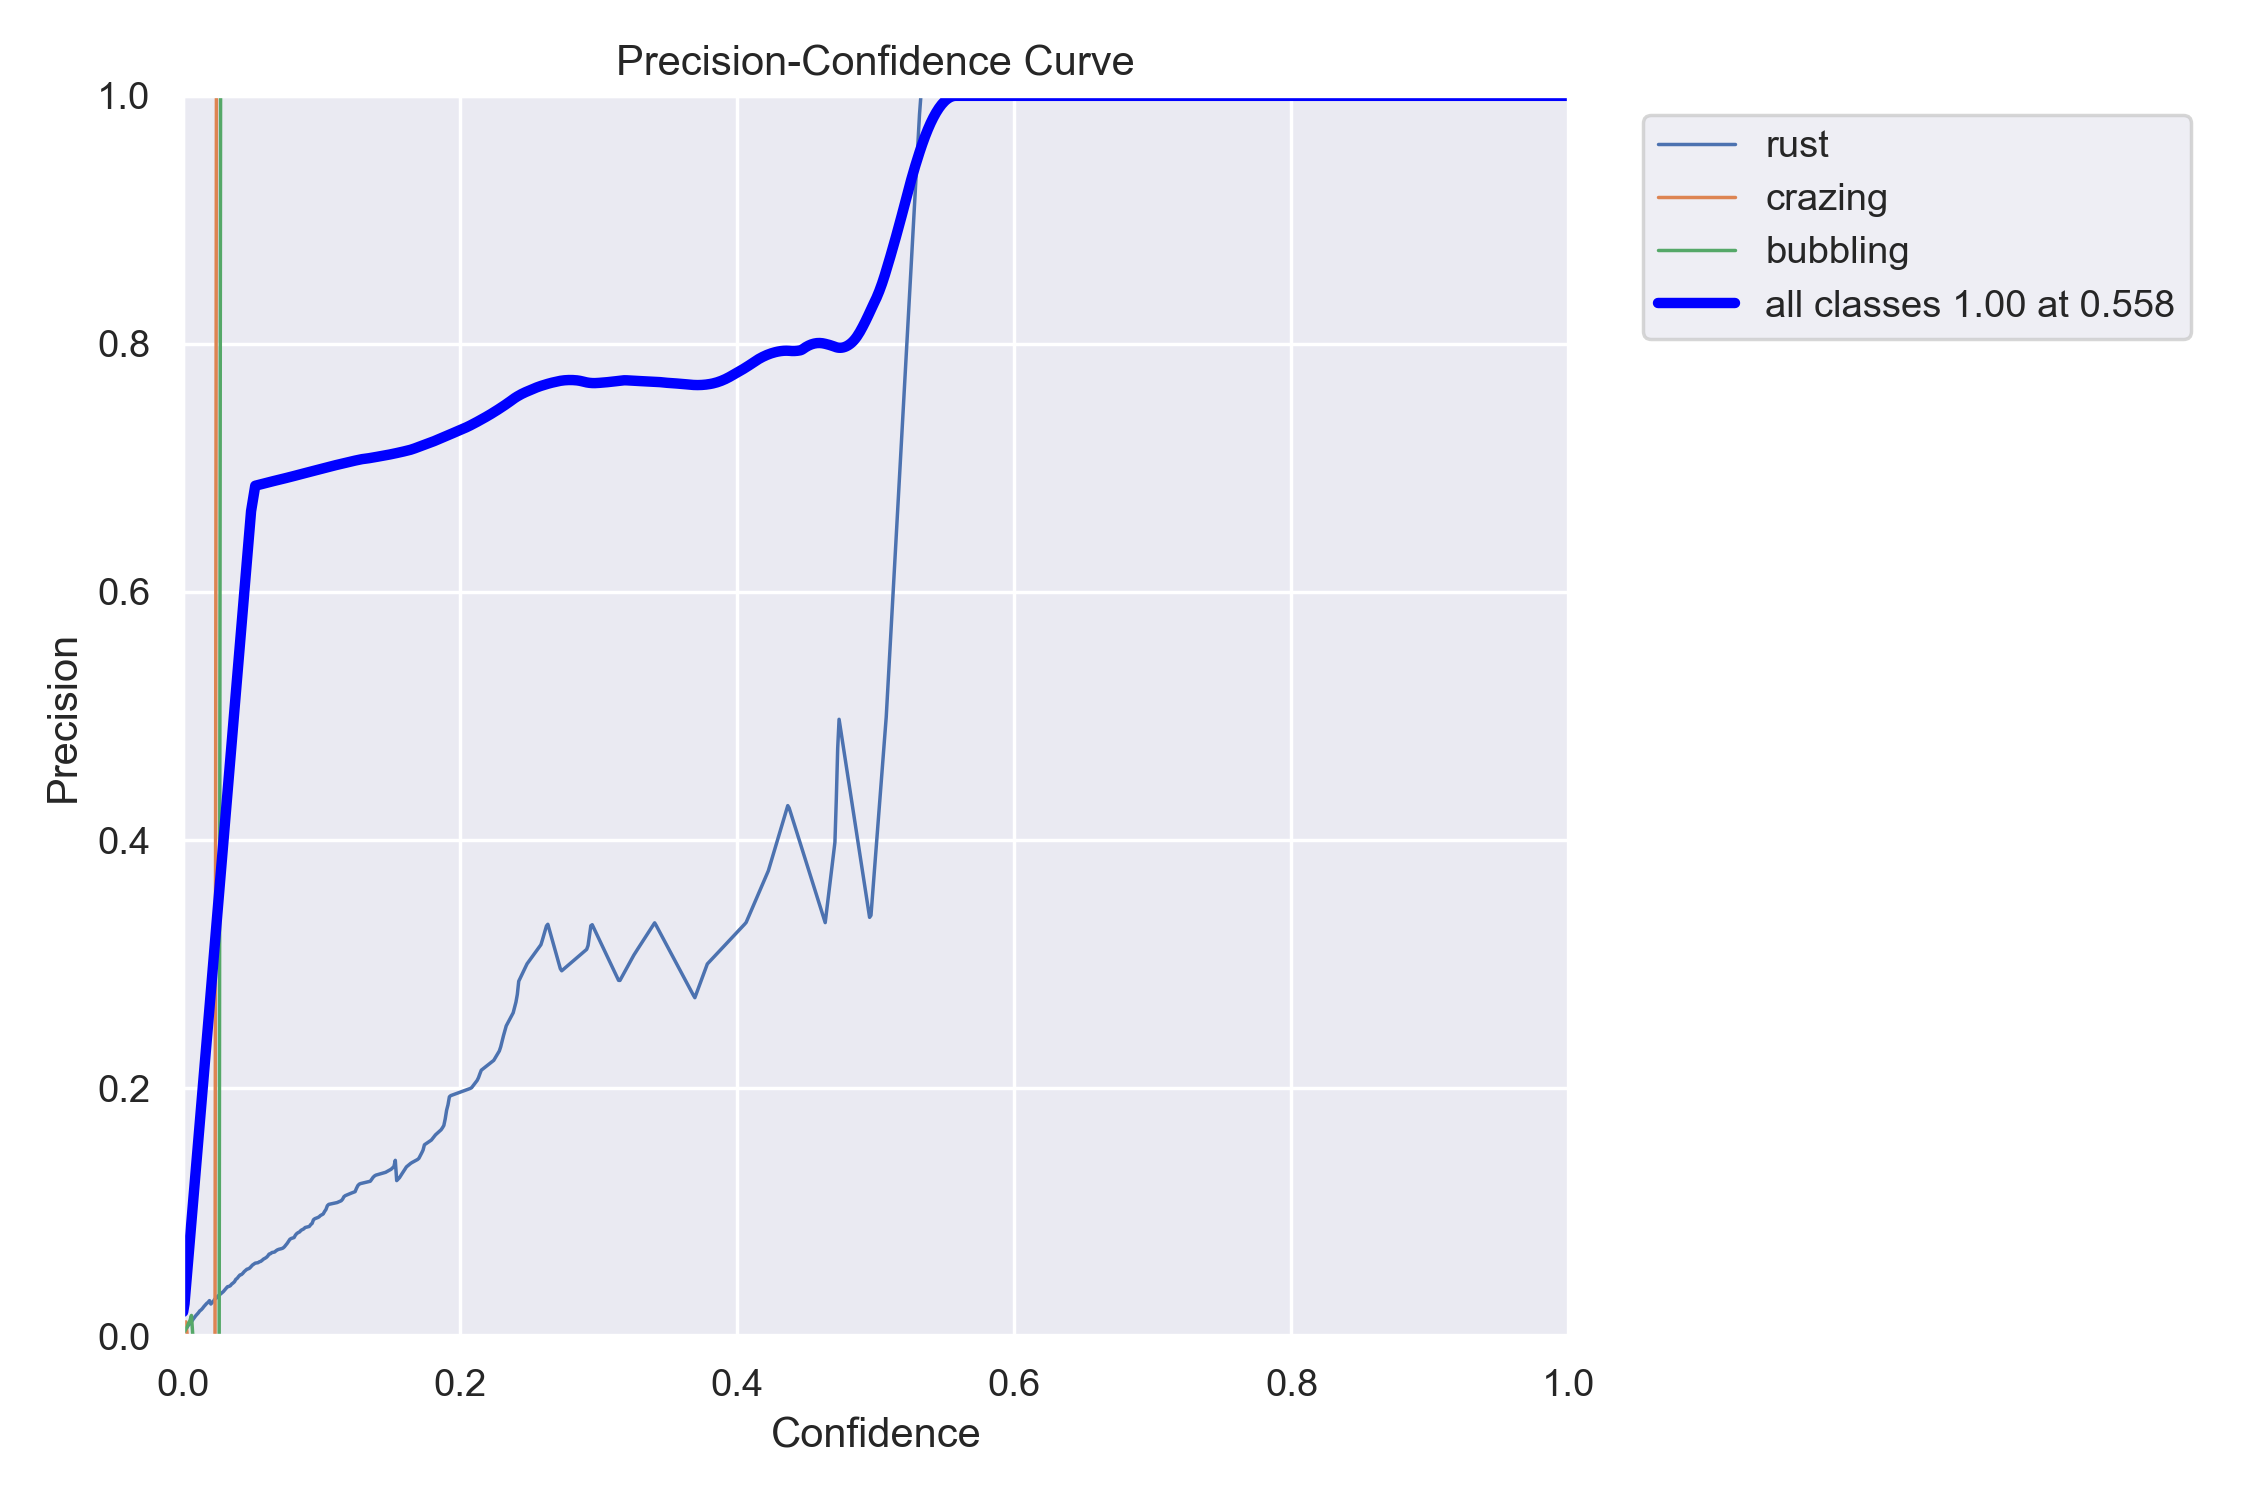 Precision-Confidence Curve
1.0
0.8
0.6
0.4
0.2
0.0
Precision
0.0 0.2 0.4 0.6 0.8 1.0
Confidence
rust
crazing
bubbling
all classes 1.00 at 0.558